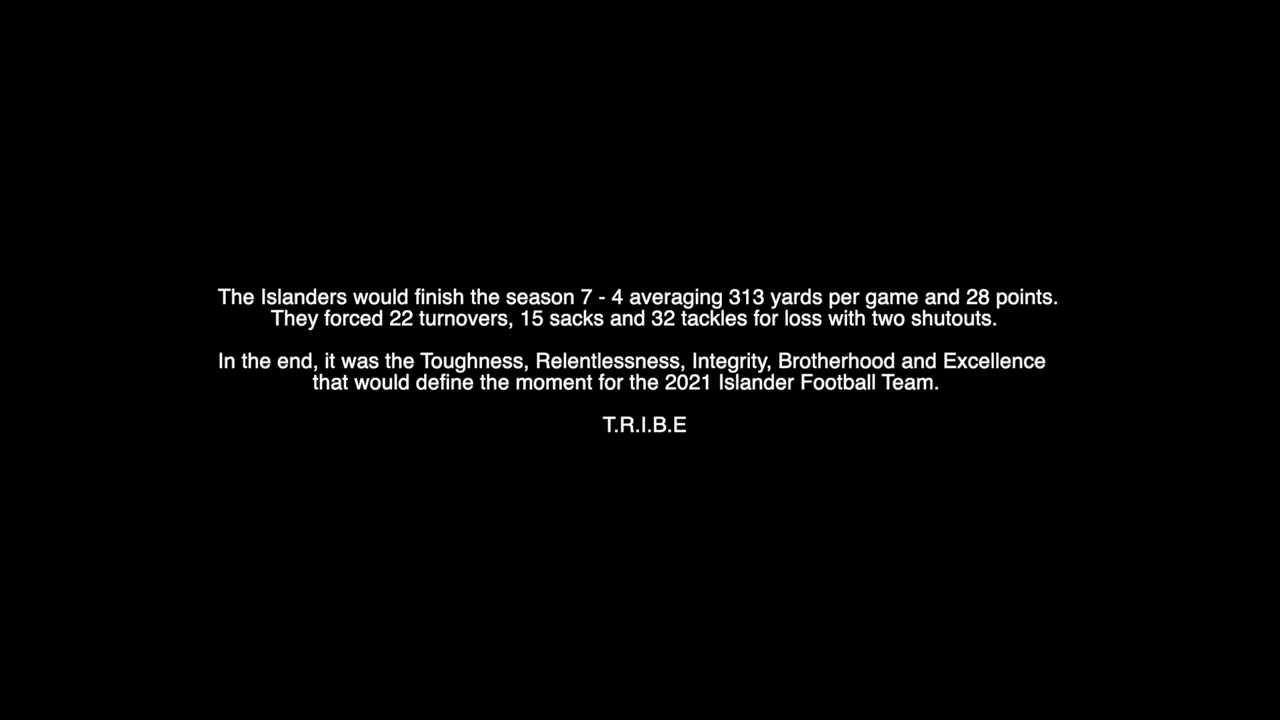 The Islanders would finish the season 7 - 4 averaging 313 yards per game and 28 points.
They forced 22 turnovers, 15 sacks and 32 tackles for loss with two shutouts.
In the end, it was the Toughness, Relentlessness, Integrity, Brotherhood and Excellence
that would define the moment for the 2021 Islander Football Team.
T.R.I.B.E